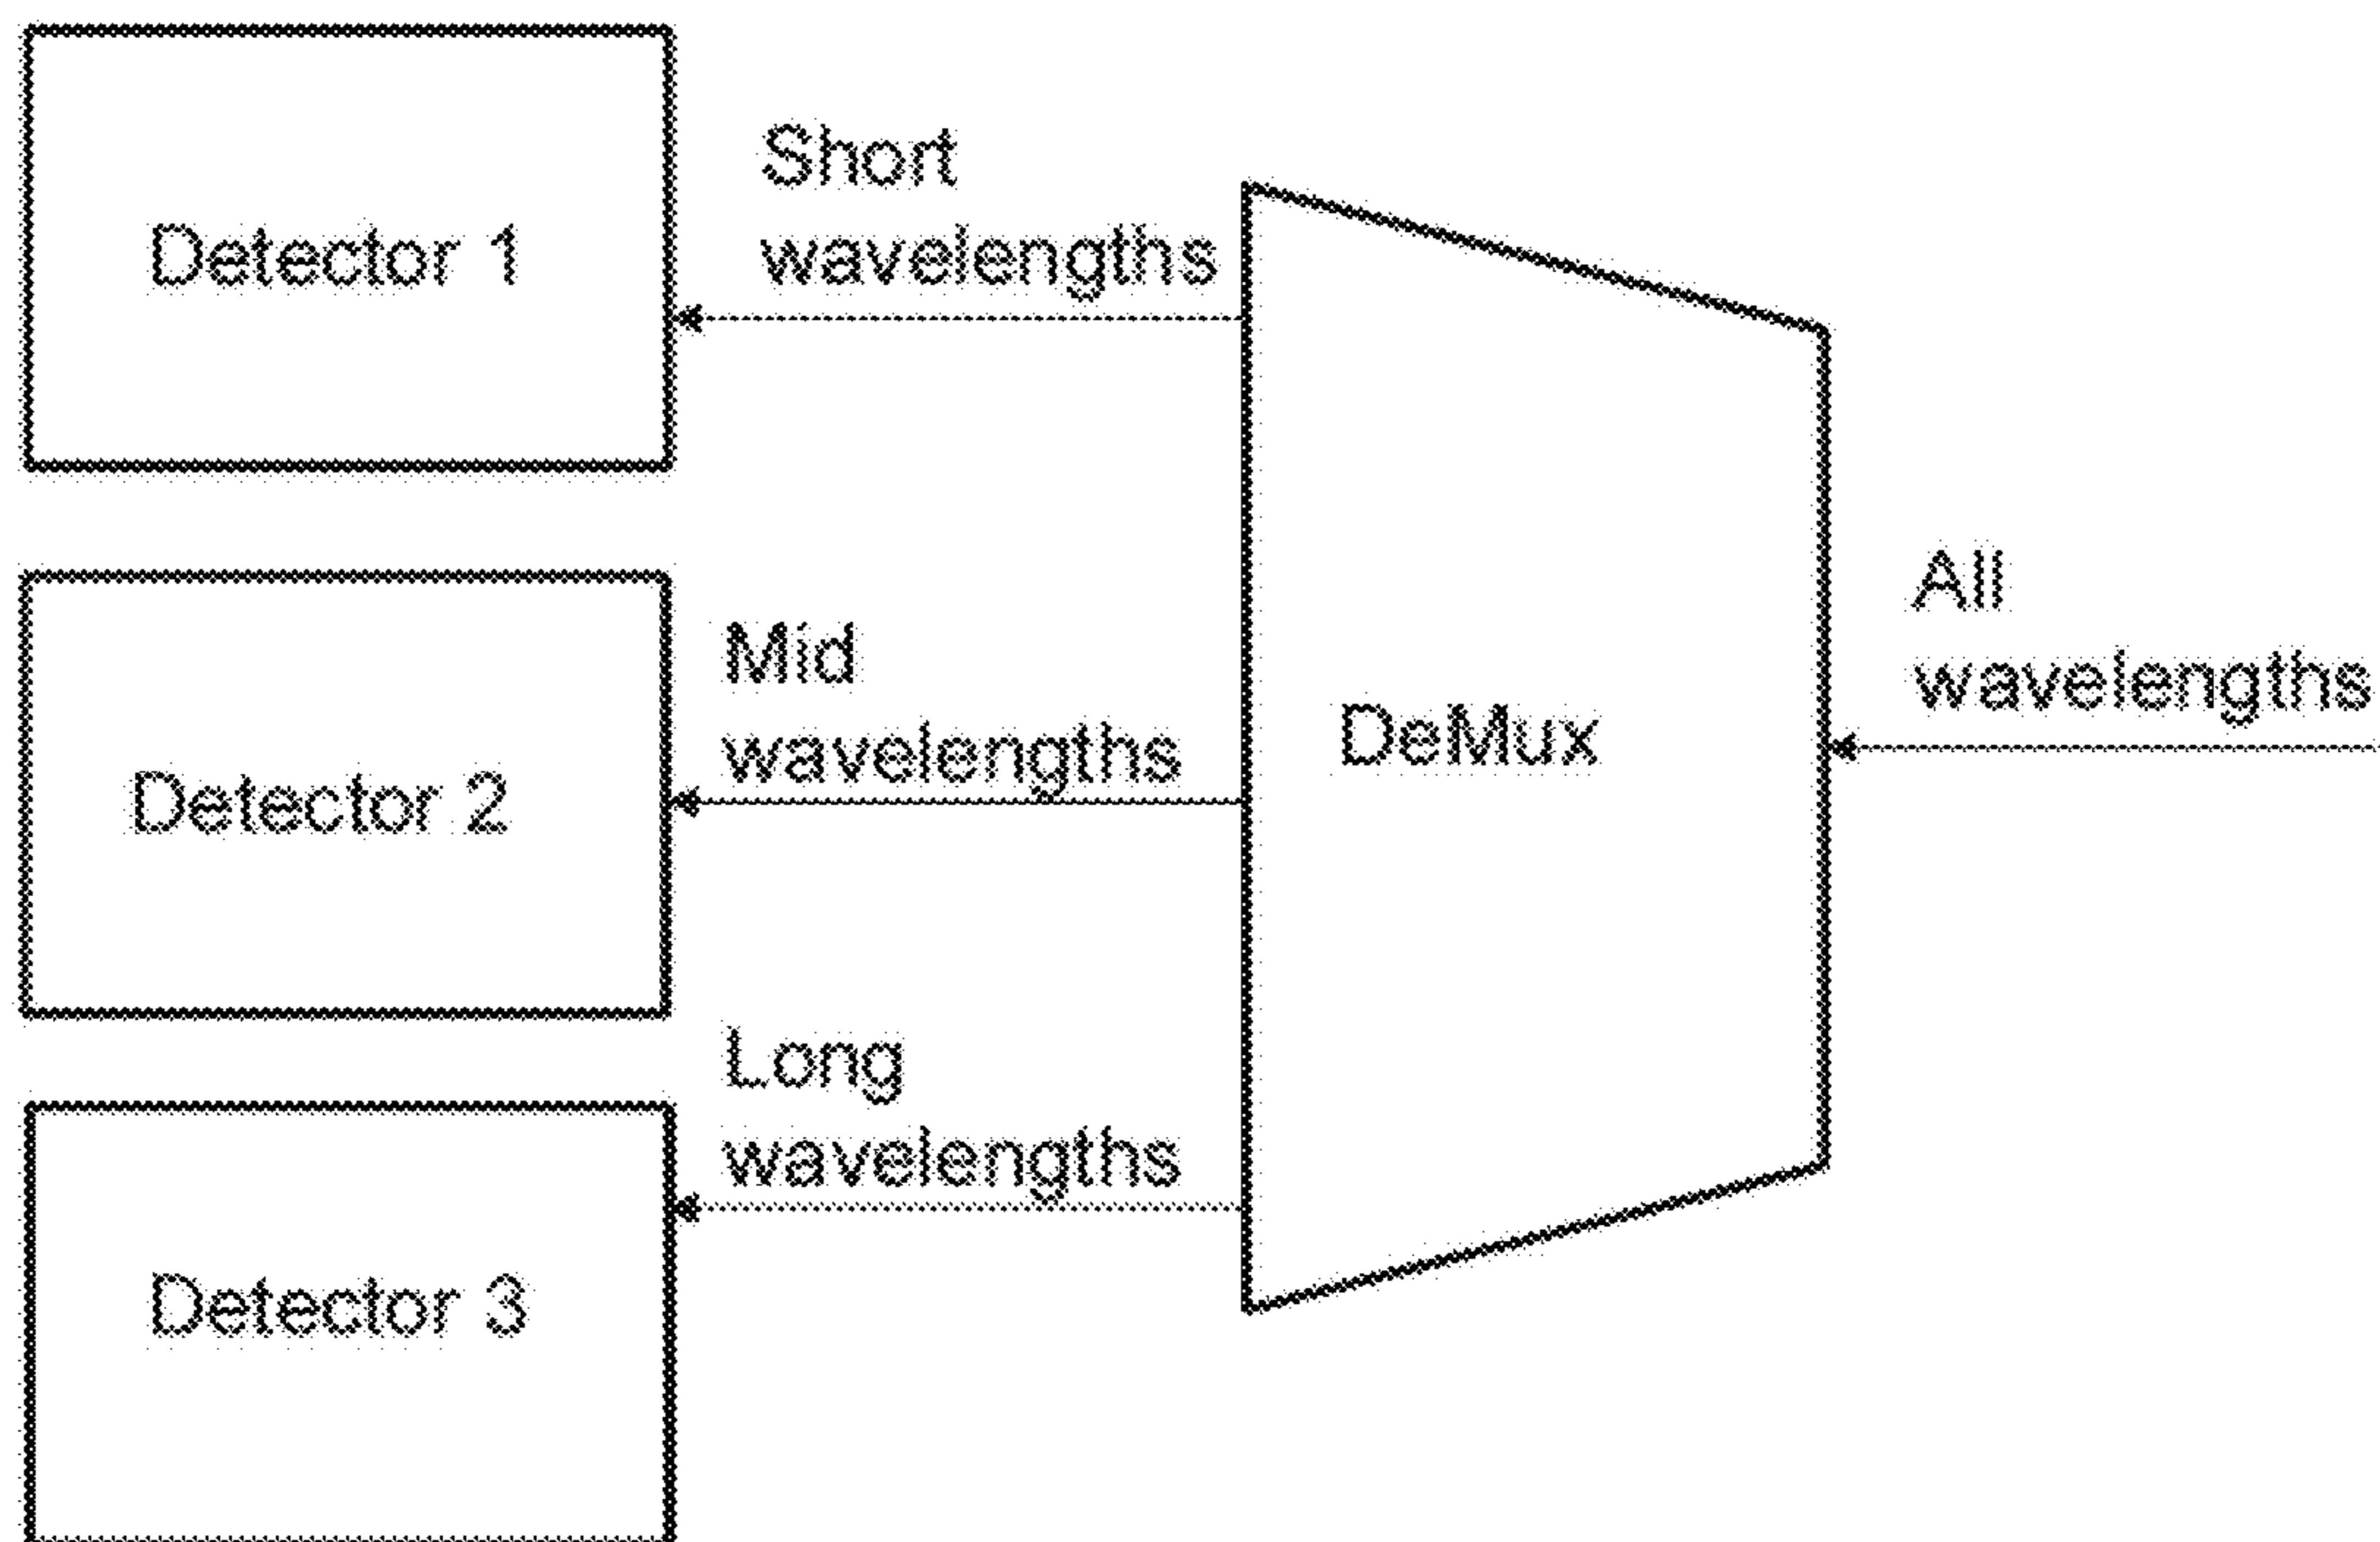 Short
wavelengths
Detector 1
All
wavelengths
Mid
wavelengths
DeMux
Detector 2
Long
wavelengths
Detector 3